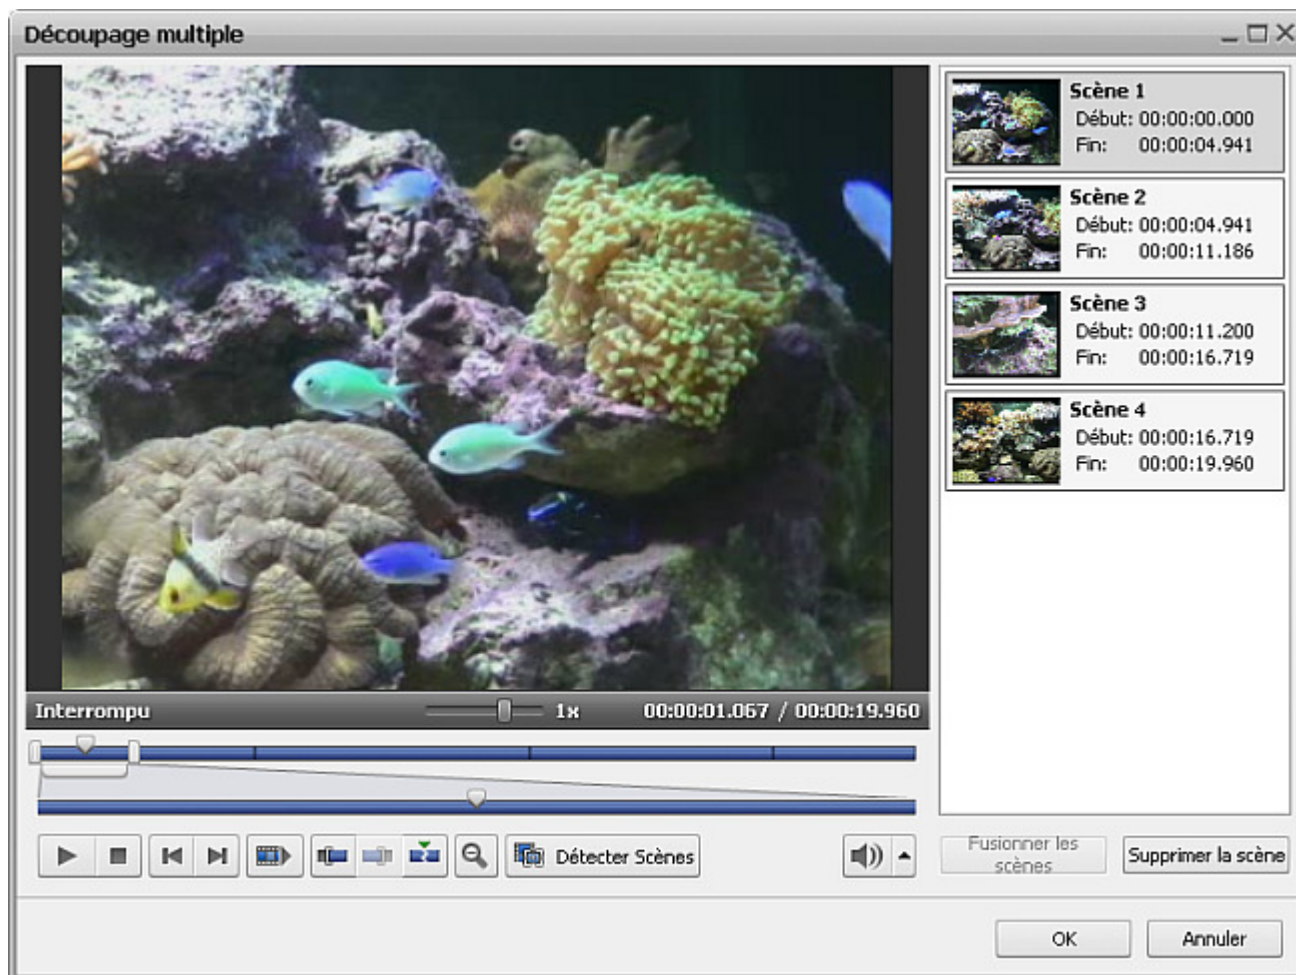 Découpage multiple
Scène 1
Début: 00:00:00.000
Fin: 00:00:04.941
Scène 2
Début: 00:00:04.941
Fin: 00:00:11.186
Scène 3
Début: 00:00:11.200
Fin: 00:00:16.719
Scène 4
Début: 00:00:16.719
Fin: 00:00:19.960
Interrompu 1x 00:00:01.067 / 00:00:19.960
Détecter Scènes
Fusionner les
scènes
Supprimer la scène
OK
Annuler